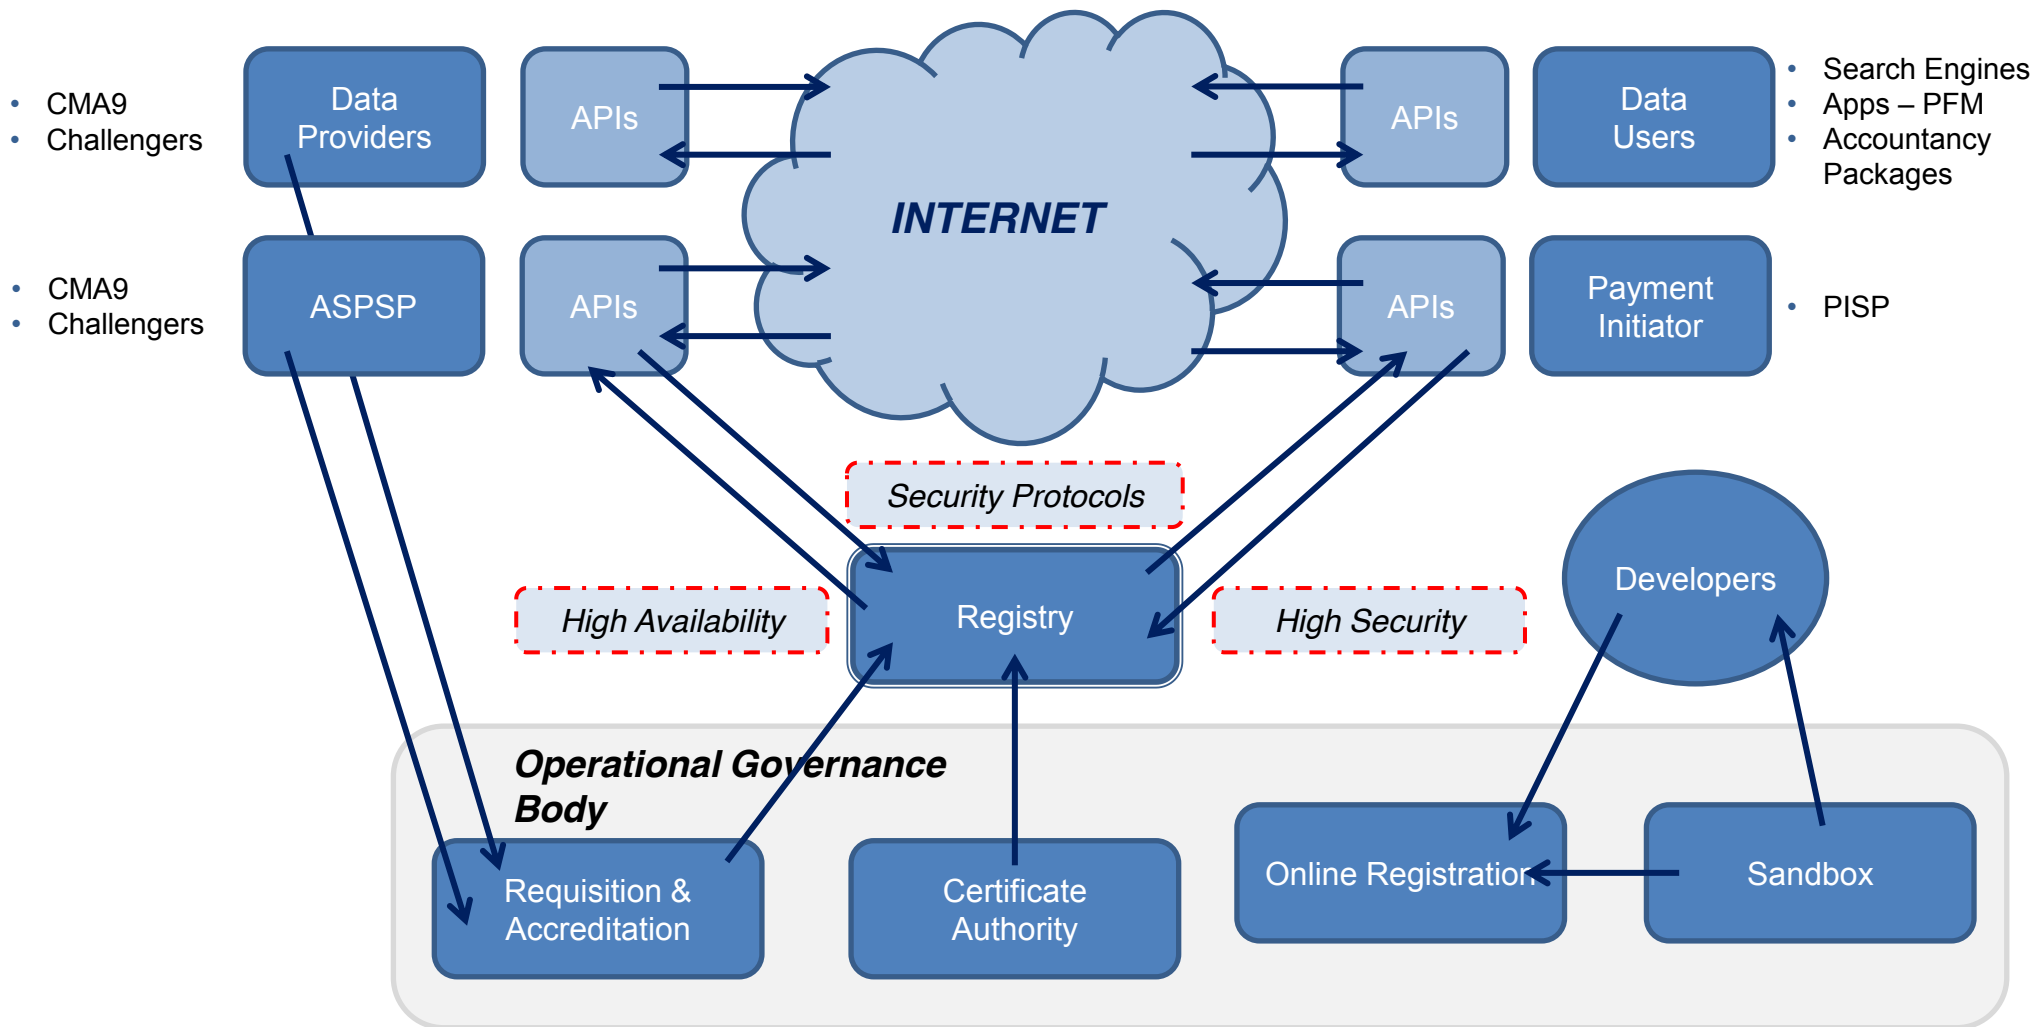 • CMA9
• Challengers
Data
Providers
APIs
INTERNET
APIs
Data
Users
• Search Engines
• Apps – PFM
• Accountancy
Packages
• CMA9
• Challengers
ASPSP
APIs
APIs
Payment
Initiator
• PISP
Security Protocols
High Availability
Registry
High Security
Developers
Operational Governance
Body
Requisition &
Accreditation
Certificate
Authority
Online Registration
Sandbox